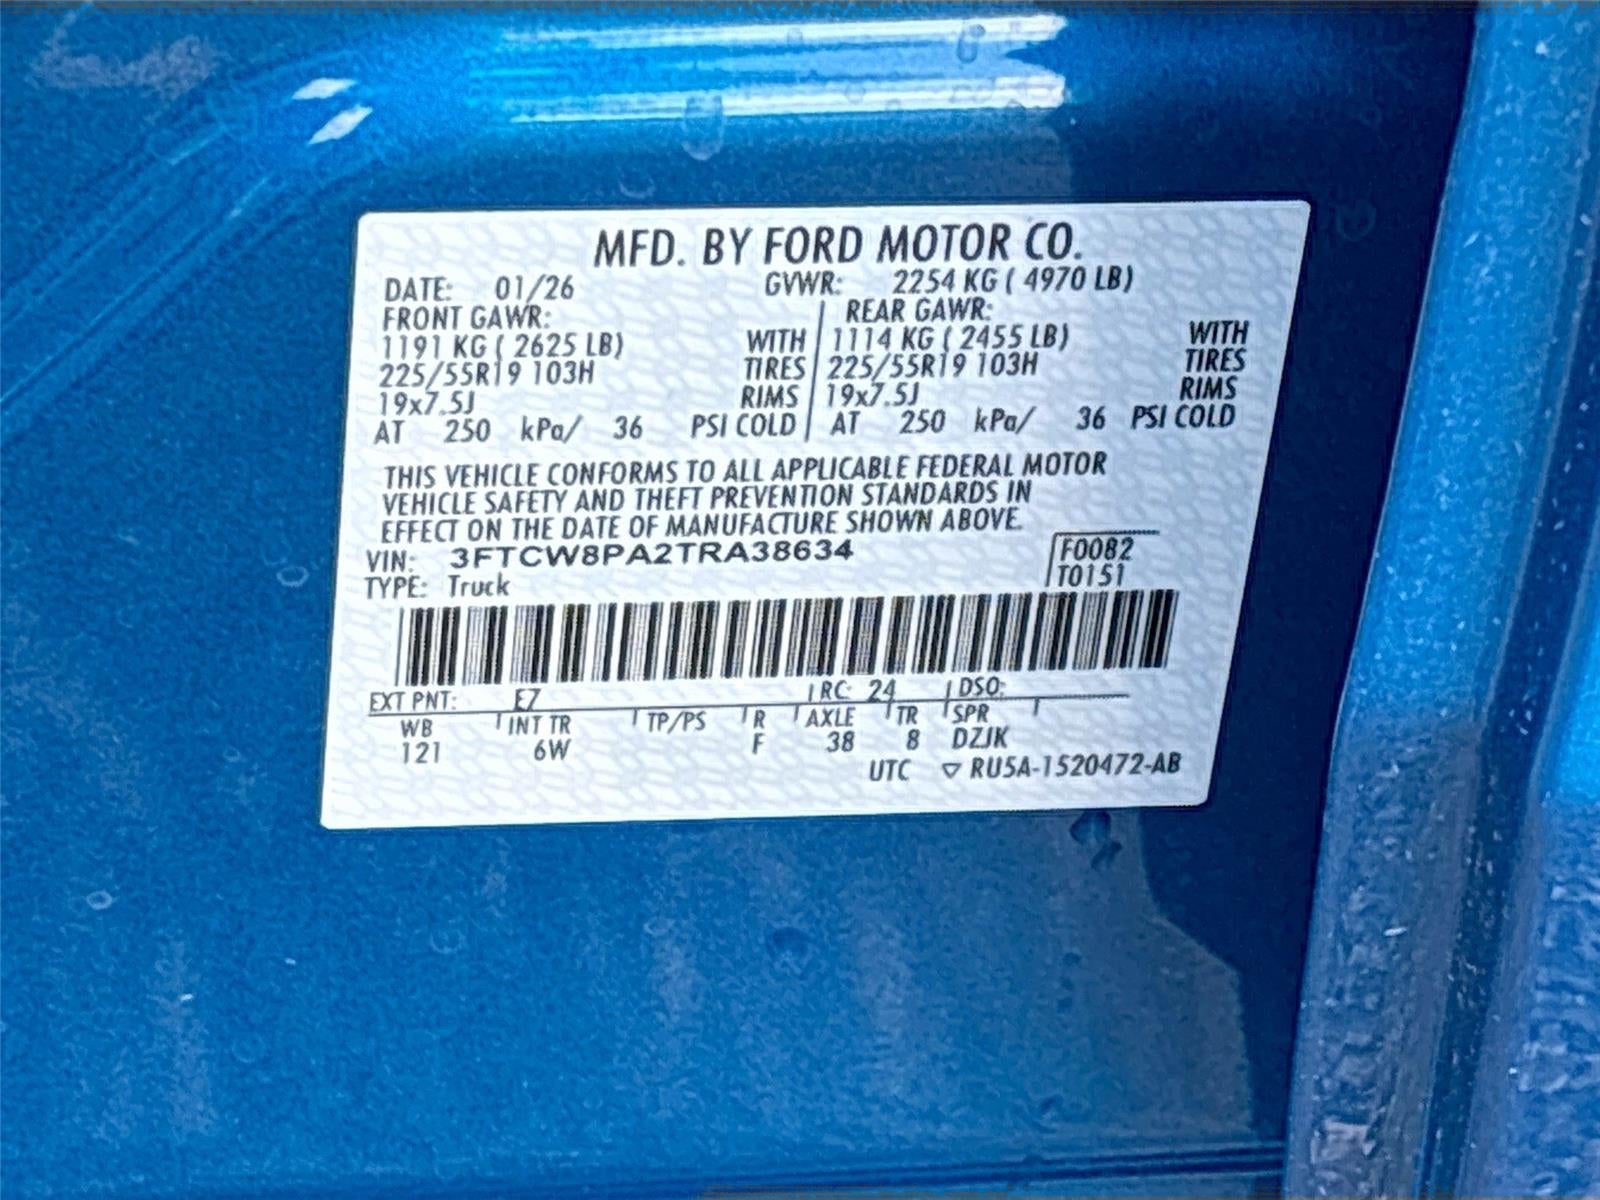 MFD. BY FORD MOTOR CO.
DATE: 01/26 GVWR: 2254 KG ( 4970 LB)
FRONT GAWR: REAR GAWR:
1191 KG ( 2625 LB) WITH 1114 KG ( 2455 LB) WITH
225/55R19 103H TIRES 225/55R19 103H TIRES
19x7.5J RIMS 19x7.5J RIMS
AT 250 kPa/ 36 PSI COLD AT 250 kPa/ 36 PSI COLD
THIS VEHICLE CONFORMS TO ALL APPLICABLE FEDERAL MOTOR
VEHICLE SAFETY AND THEFT PREVENTION STANDARDS IN
EFFECT ON THE DATE OF MANUFACTURE SHOWN ABOVE.
VIN: 3FTCW8PA2TRA38634 F0082
TYPE: Truck T0151
EXT PNT: E7 RC: 24 DSO:
WB INT TR TP/PS R AXLE TR SPR
121 6W F 38 8 DZJK
UTC ▽ RU5A-1520472-AB